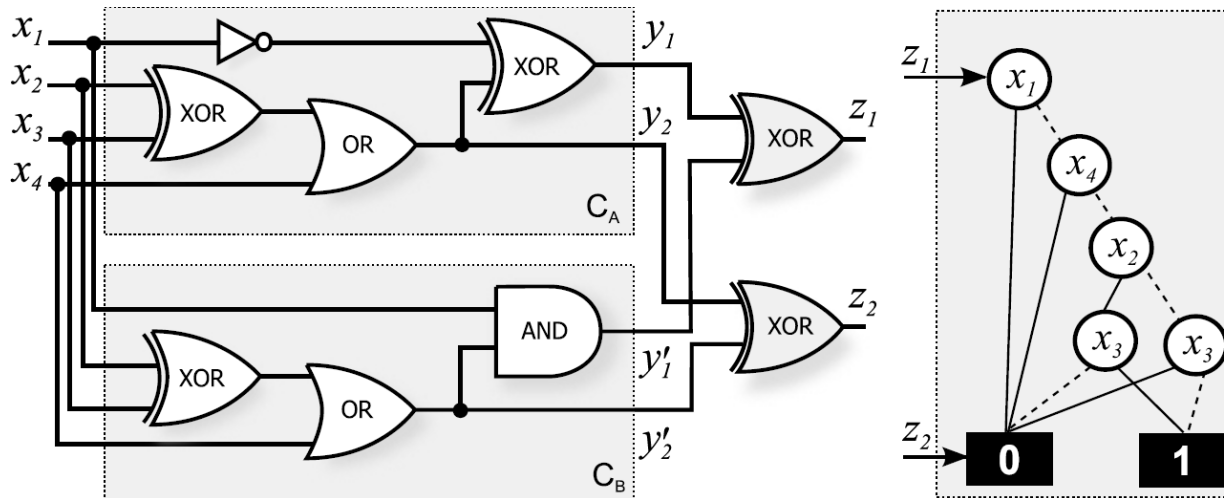 x1
x2
x3
x4
XOR
OR
XOR
y1
y2
CA
XOR
z1
XOR
OR
AND
y′1
y′2
CB
XOR
z2
z1
x1
x4
x2
x3
x3
z2
0
1